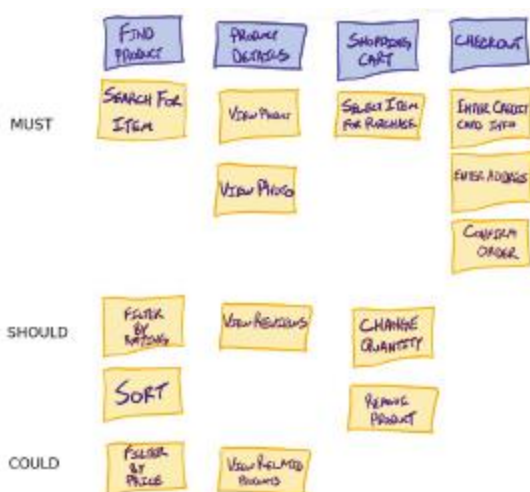 FIND
PRODUCT
PRODUCT
DETAILS
SHOPPING
CART
CHECKOUT
MUST
SEARCH FOR
ITEM
VIEW
VIEW PHOTO
SELECT ITEM
FOR PURCHASE
ENTER CREDIT
CARD INFO
ENTER ADDRESS
CONFIRM
ORDER
SHOULD
FILTER
BY
RATING
SORT
VIEW REVIEWS
CHANGE
QUANTITY
REMOVE
PRODUCT
COULD
FILTER
BY
PRICE
VIEW RELATED
PRODUCTS